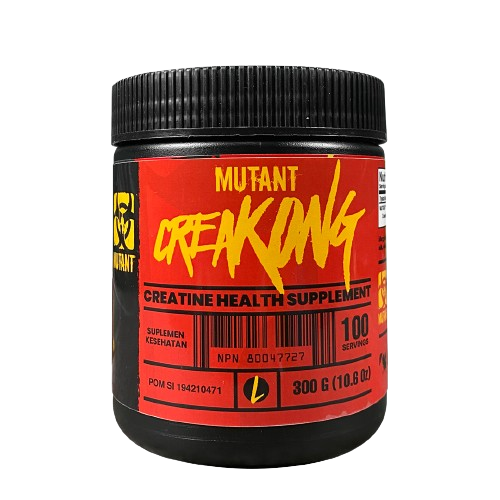 MUTANT
CREAKONG
CREATINE HEALTH SUPPLEMENT
SUPLEMEN
KESEHATAN
NPN 80047727
100
SERVINGS
POM SI 194210471
L
300 G (10.6 Oz)
MUTANT